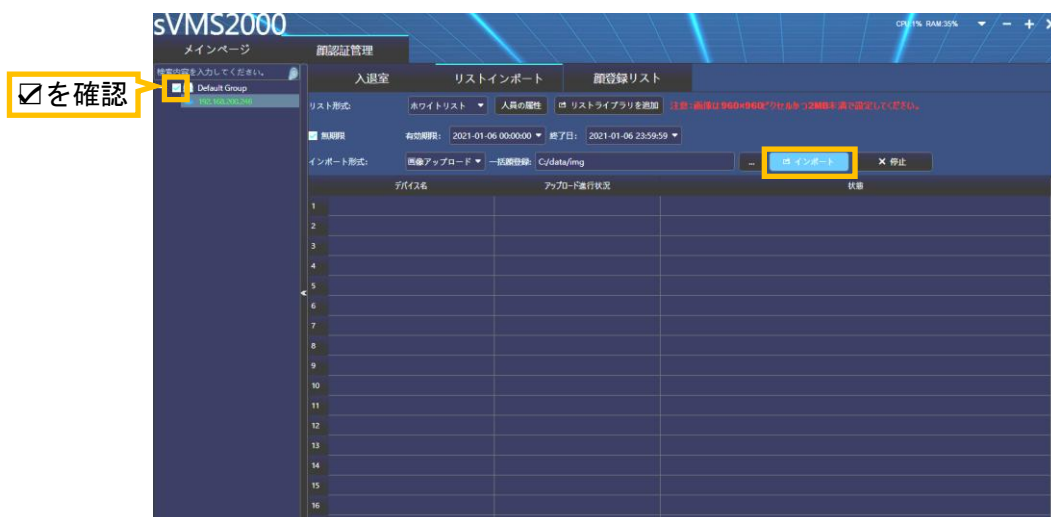 sVMS2000
CPU:1% RAM:35%
メインページ
顔認証管理
検索内容を入力してください。
Default Group
192.168.200.246
☑を確認
入退室
リストインポート
顔登録リスト
リスト形式:
ホワイトリスト
人員の属性
リストライブラリを追加
注意:画像は960*960ピクセルかつ2MB未満で設定してください。
無期限
有効期限: 2021-01-06 00:00:00 終了日: 2021-01-06 23:59:59
インポート形式:
画像アップロード
一括顔登録: C:/data/img
...
インポート
停止
デバイス名
アップロード進行状況
状態
1
2
3
4
5
6
7
8
9
10
11
12
13
14
15
16